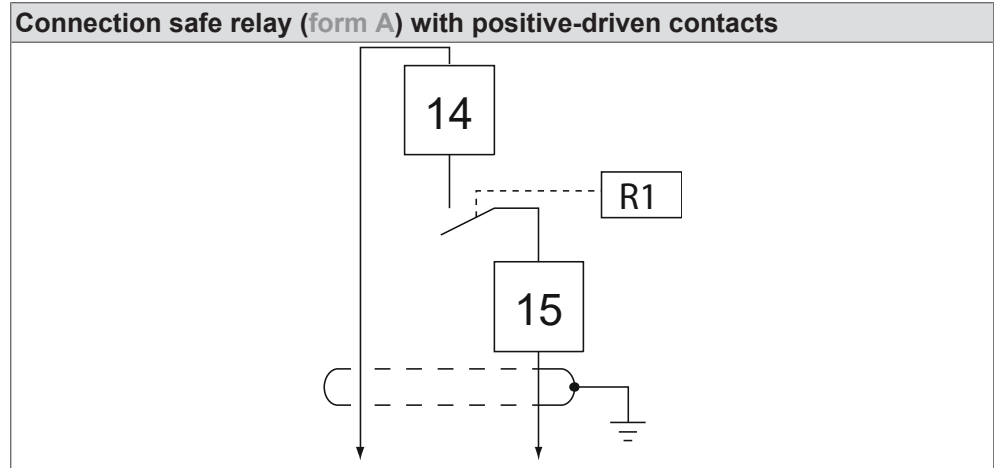 Connection safe relay (form A) with positive-driven contacts
14
R1
15